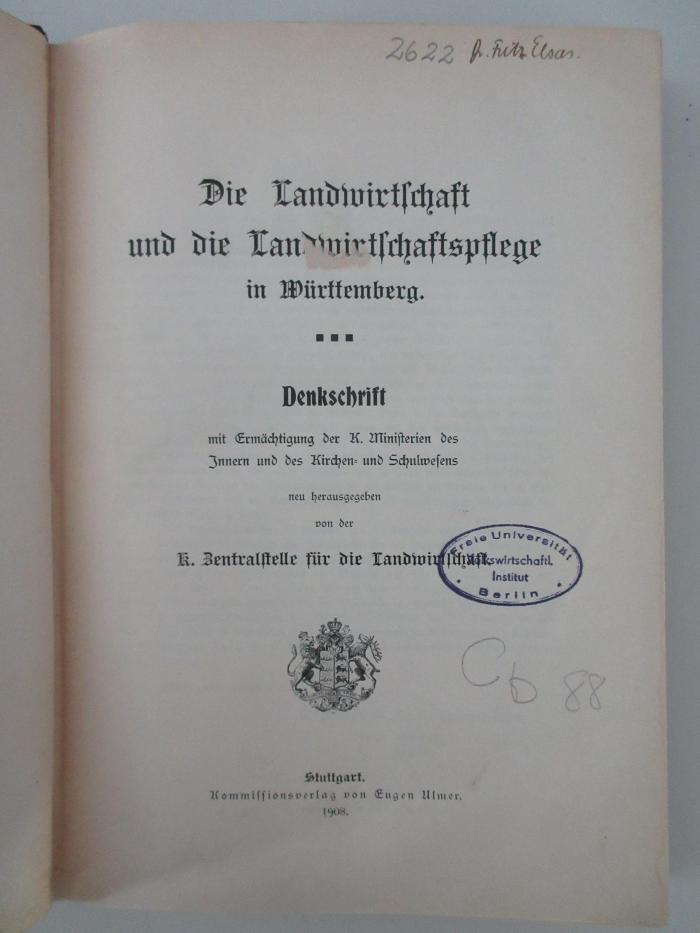 2622 Dr. Fritz Elsas.
Die Landwirtschaft
und die Landwirtschaftspflege
in Württemberg.
Denkschrift
mit Ermächtigung der K. Ministerien des
Innern und des Kirchen- und Schulwesens
neu herausgegeben
von der
K. Zentralstelle für die Landwirtschaft.
Freie Universität
Volkswirtschaftl.
Institut
Berlin
Cb 88
Stuttgart.
Kommissionsverlag von Eugen Ulmer.
1908.